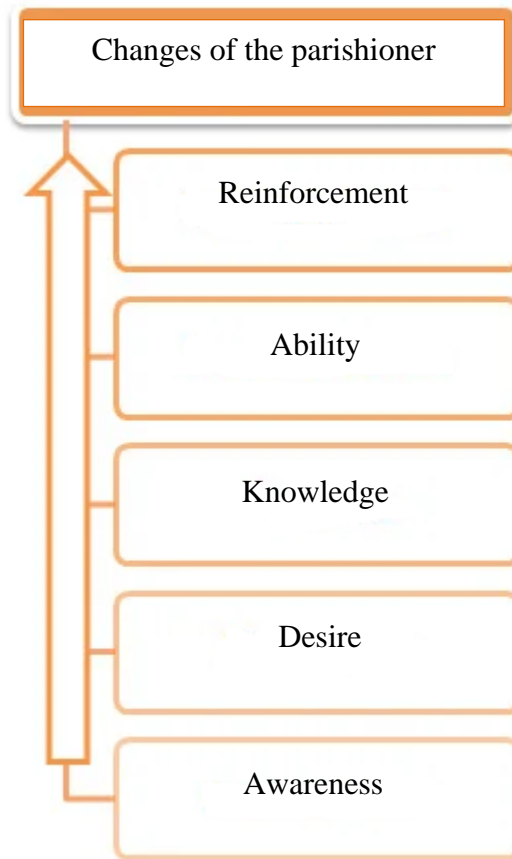 Changes of the parishioner
Reinforcement
Ability
Knowledge
Desire
Awareness